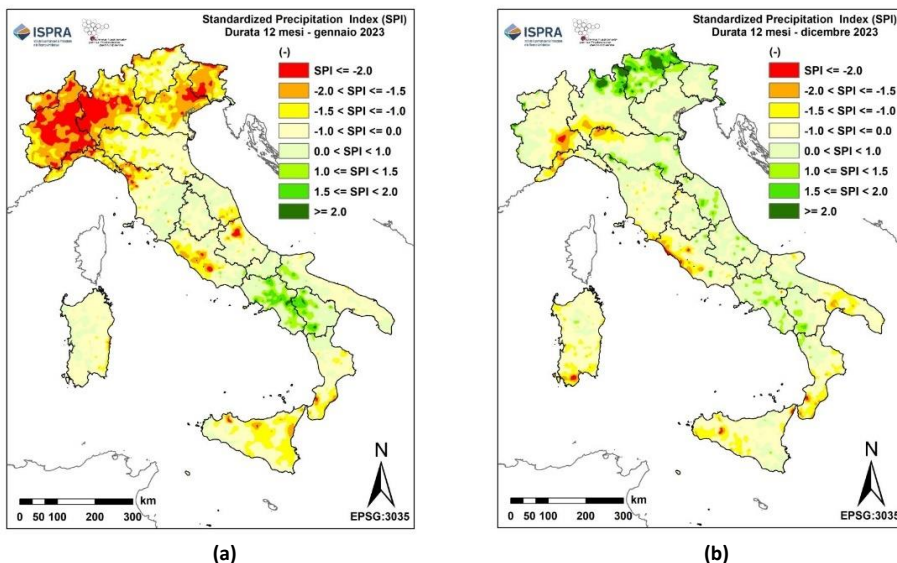 ISPRA
Standardized Precipitation Index (SPI)
Durata 12 mesi - gennaio 2023
(-)
SPI <= -2.0
-2.0 < SPI <= -1.5
-1.5 < SPI <= -1.0
-1.0 < SPI <= 0.0
0.0 < SPI < 1.0
1.0 <= SPI < 1.5
1.5 <= SPI < 2.0
>= 2.0
N
km
0 50 100 200 300
EPSG:3035
(a)
ISPRA
Standardized Precipitation Index (SPI)
Durata 12 mesi - dicembre 2023
(-)
SPI <= -2.0
-2.0 < SPI <= -1.5
-1.5 < SPI <= -1.0
-1.0 < SPI <= 0.0
0.0 < SPI < 1.0
1.0 <= SPI < 1.5
1.5 <= SPI < 2.0
>= 2.0
N
km
0 50 100 200 300
EPSG:3035
(b)